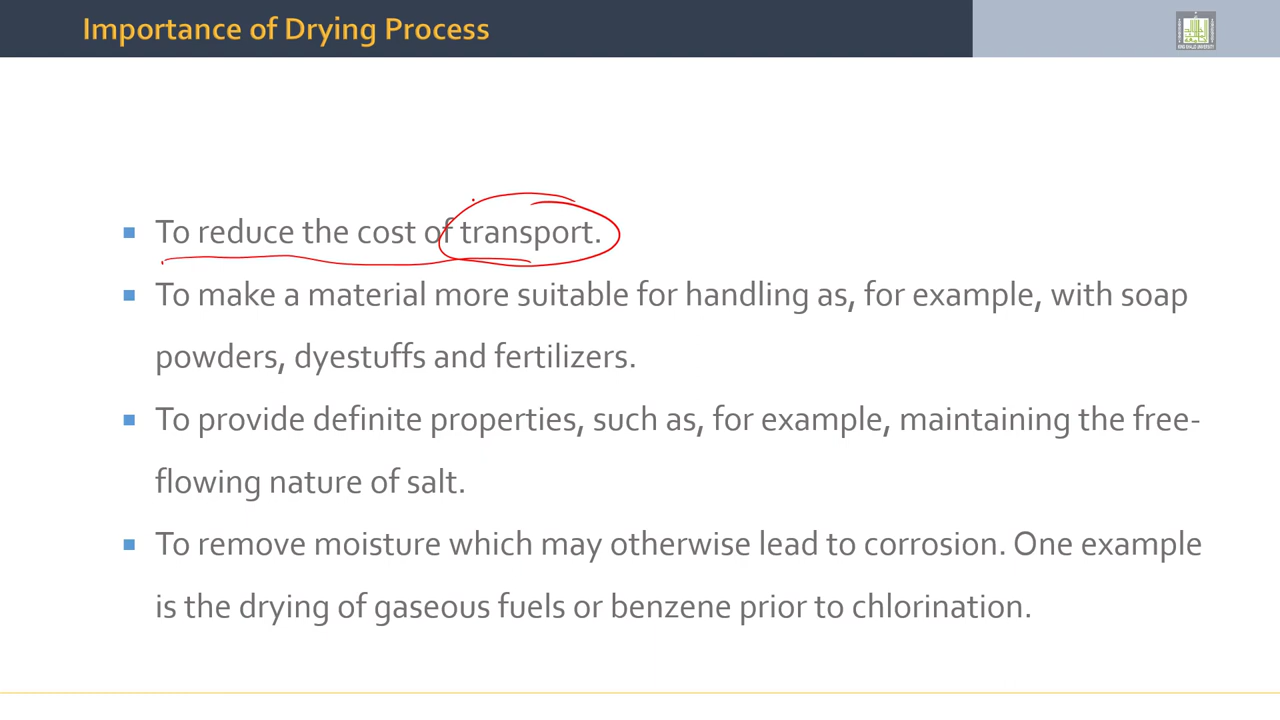 Importance of Drying Process
To reduce the cost of transport.
To make a material more suitable for handling as, for example, with soap
powders, dyestuffs and fertilizers.
To provide definite properties, such as, for example, maintaining the free-
flowing nature of salt.
To remove moisture which may otherwise lead to corrosion. One example
is the drying of gaseous fuels or benzene prior to chlorination.